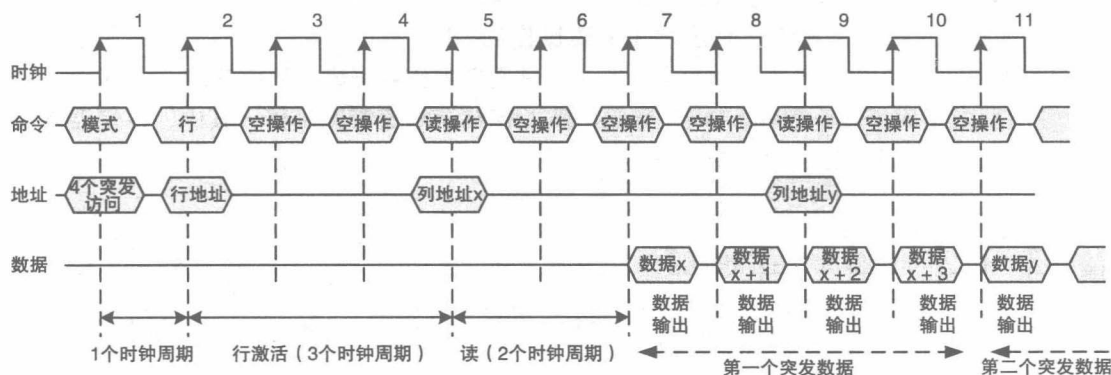 1 2 3 4 5 6 7 8 9 10 11
时钟
命令 模式 行 空操作 空操作 读操作 空操作 空操作 空操作 读操作 空操作 空操作
地址 4个突发访问 行地址 列地址x 列地址y
数据 数据x 数据x + 1 数据x + 2 数据x + 3 数据y
数据输出 数据输出 数据输出 数据输出 数据输出
1个时钟周期 行激活（3个时钟周期） 读（2个时钟周期）
第一个突发数据 第二个突发数据